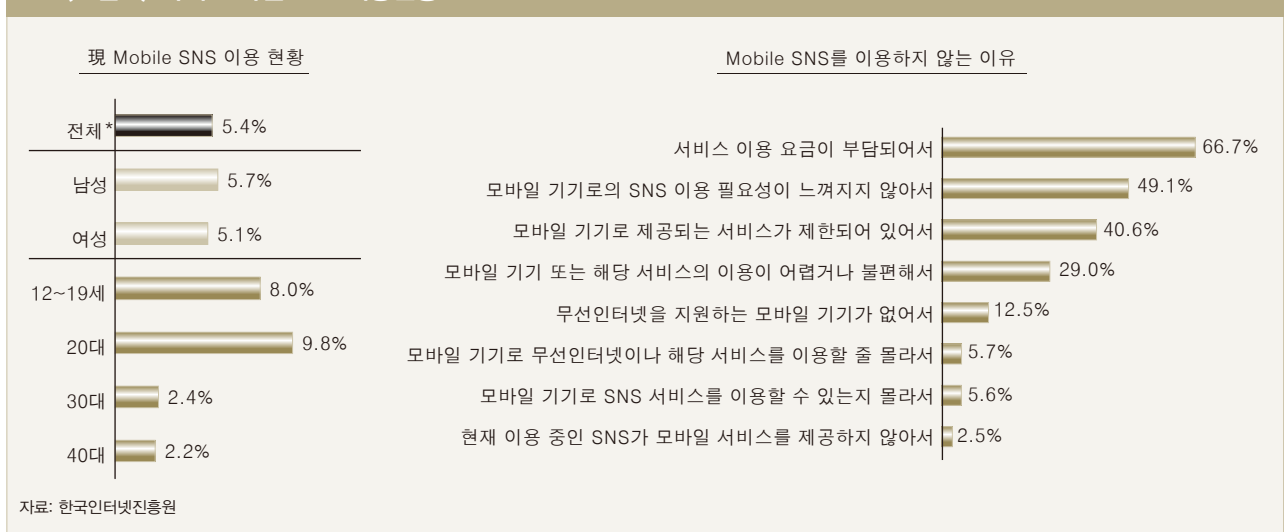 現 Mobile SNS 이용 현황
전체* 5.4%
남성 5.7%
여성 5.1%
12~19세 8.0%
20대 9.8%
30대 2.4%
40대 2.2%
Mobile SNS를 이용하지 않는 이유
서비스 이용 요금이 부담되어서 66.7%
모바일 기기로의 SNS 이용 필요성이 느껴지지 않아서 49.1%
모바일 기기로 제공되는 서비스가 제한되어 있어서 40.6%
모바일 기기 또는 해당 서비스의 이용이 어렵거나 불편해서 29.0%
무선인터넷을 지원하는 모바일 기기가 없어서 12.5%
모바일 기기로 무선인터넷이나 해당 서비스를 이용할 줄 몰라서 5.7%
모바일 기기로 SNS 서비스를 이용할 수 있는지 몰라서 5.6%
현재 이용 중인 SNS가 모바일 서비스를 제공하지 않아서 2.5%
자료: 한국인터넷진흥원